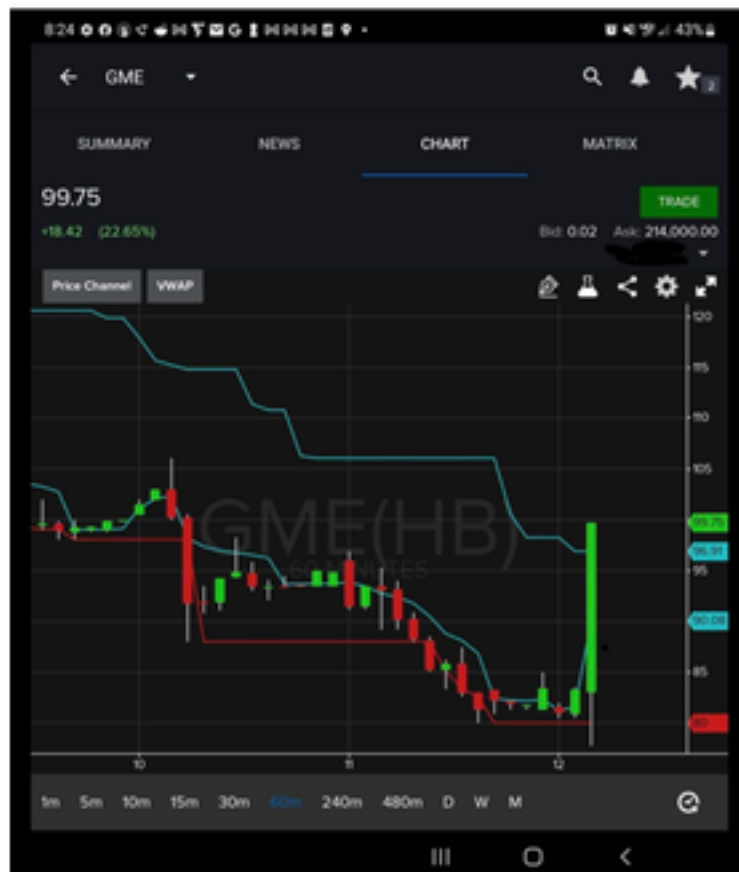 8:24
43%
GME
2
SUMMARY NEWS CHART MATRIX
99.75
TRADE
+18.42 (22.65%)
Bid: 0.02 Ask: 214,000.00
Price Channel VWAP
120
115
110
105
99.75
GME(HB)
96.91
60 MINUTES
95
90.08
85
80
10 11 12
1m 5m 10m 15m 30m 60m 240m 480m D W M